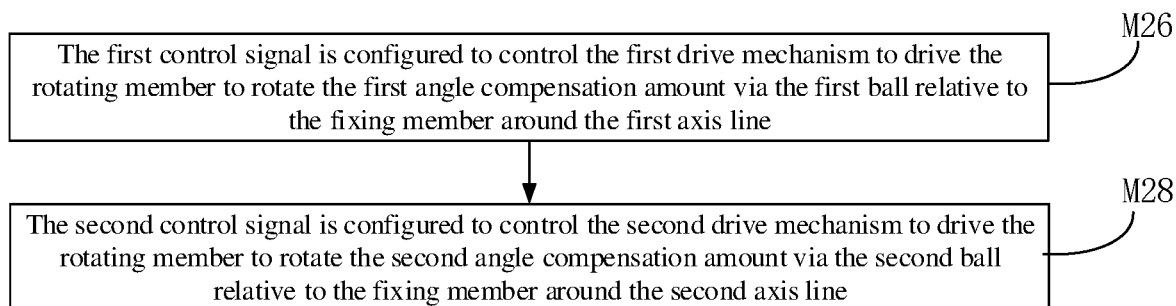 M26
The first control signal is configured to control the first drive mechanism to drive the
rotating member to rotate the first angle compensation amount via the first ball relative to
the fixing member around the first axis line
M28
The second control signal is configured to control the second drive mechanism to drive the
rotating member to rotate the second angle compensation amount via the second ball
relative to the fixing member around the second axis line